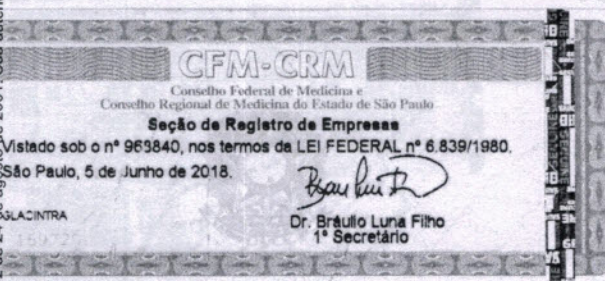 CFM-CRM
Conselho Federal de Medicina e
Conselho Regional de Medicina do Estado de São Paulo
Seção de Registro de Empresas
Vistado sob o nº 963840, nos termos da LEI FEDERAL nº 6.839/1980.
São Paulo, 5 de Junho de 2018.
GLACINTRA
Dr. Bráulio Luna Filho
1º Secretário